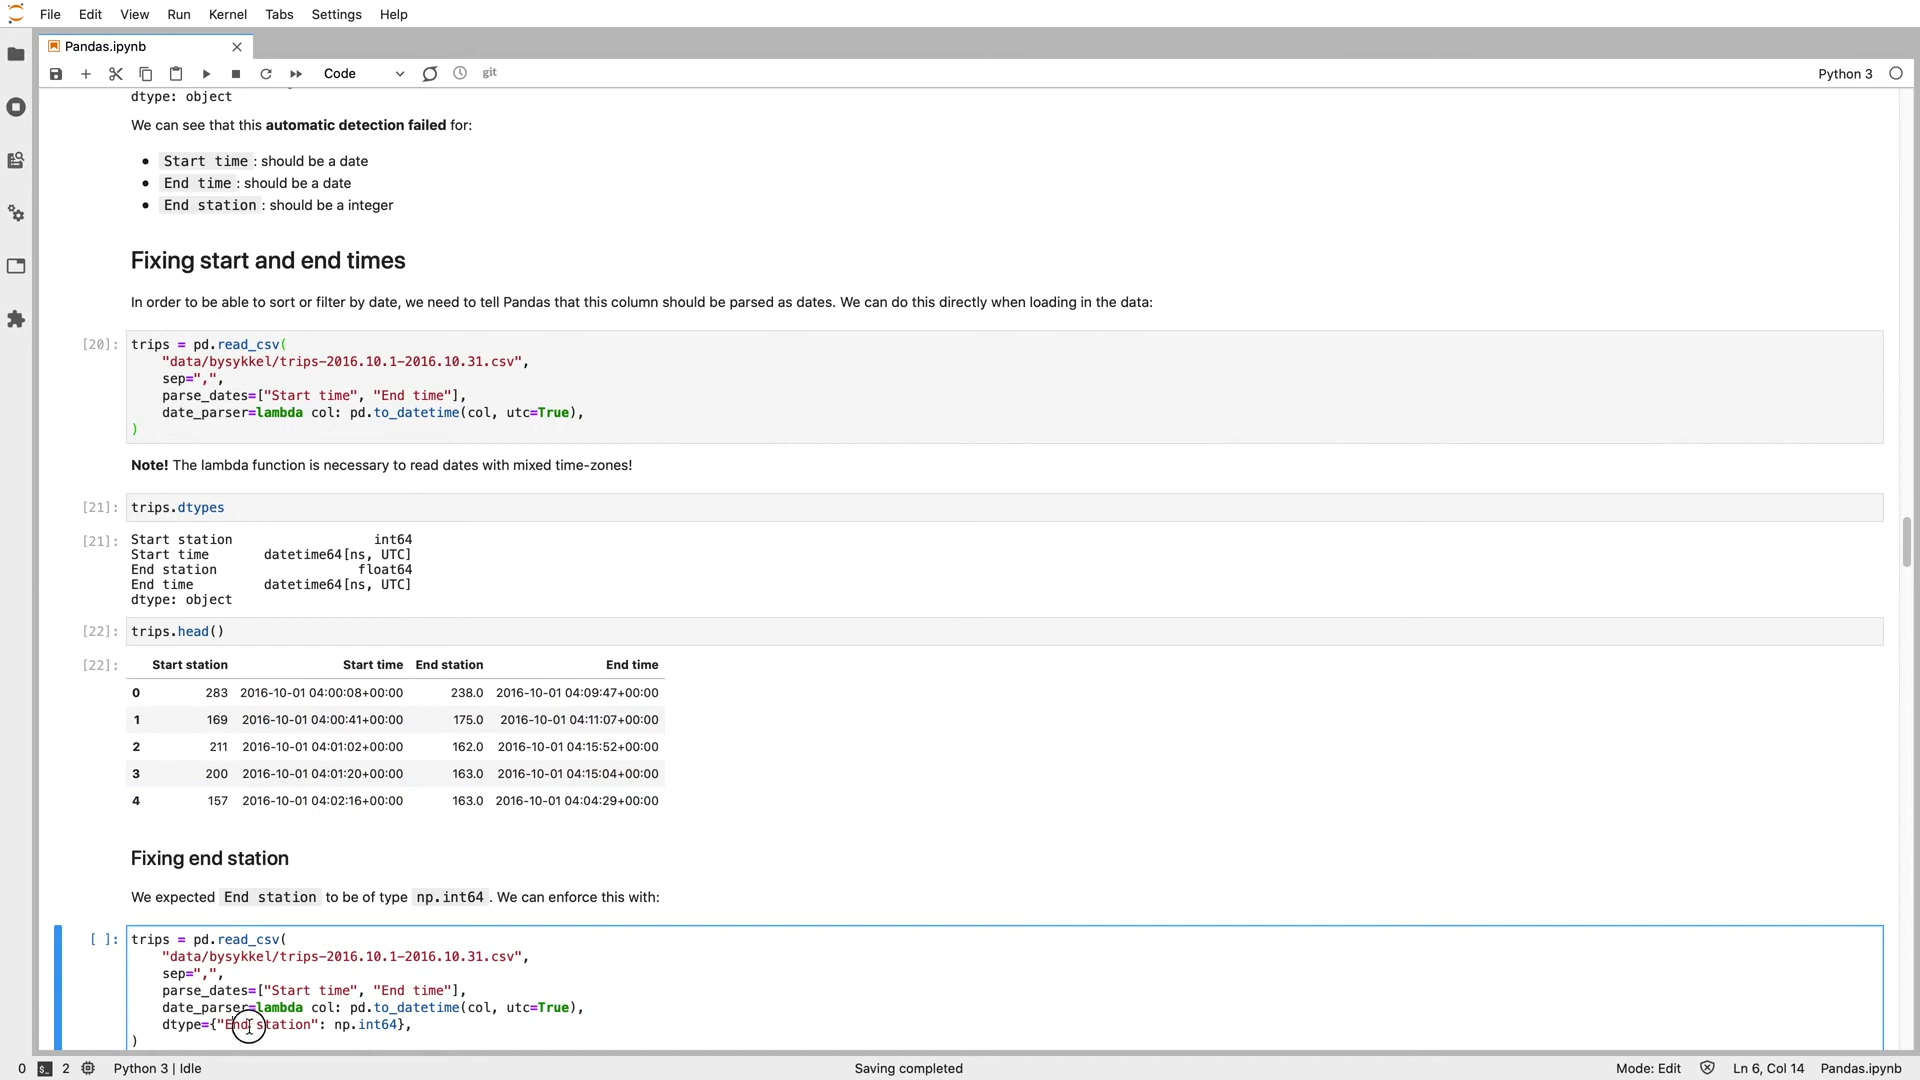 File Edit View Run Kernel Tabs Settings Help
Pandas.ipynb
Code git Python 3
dtype: object
We can see that this automatic detection failed for:
• Start time : should be a date
• End time : should be a date
• End station : should be a integer
Fixing start and end times
In order to be able to sort or filter by date, we need to tell Pandas that this column should be parsed as dates. We can do this directly when loading in the data:
[20]: trips = pd.read_csv(
"data/bysykkel/trips-2016.10.1-2016.10.31.csv",
sep=",",
parse_dates=["Start time", "End time"],
date_parser=lambda col: pd.to_datetime(col, utc=True),
)
Note! The lambda function is necessary to read dates with mixed time-zones!
[21]: trips.dtypes
[21]: Start station int64
Start time datetime64[ns, UTC]
End station float64
End time datetime64[ns, UTC]
dtype: object
[22]: trips.head()
[22]: Start station Start time End station End time
0 283 2016-10-01 04:00:08+00:00 238.0 2016-10-01 04:09:47+00:00
1 169 2016-10-01 04:00:41+00:00 175.0 2016-10-01 04:11:07+00:00
2 211 2016-10-01 04:01:02+00:00 162.0 2016-10-01 04:15:52+00:00
3 200 2016-10-01 04:01:20+00:00 163.0 2016-10-01 04:15:04+00:00
4 157 2016-10-01 04:02:16+00:00 163.0 2016-10-01 04:04:29+00:00
Fixing end station
We expected End station to be of type np.int64 . We can enforce this with:
[ ]: trips = pd.read_csv(
"data/bysykkel/trips-2016.10.1-2016.10.31.csv",
sep=",",
parse_dates=["Start time", "End time"],
date_parser=lambda col: pd.to_datetime(col, utc=True),
dtype={"End station": np.int64},
)
0 2 Python 3 | Idle Saving completed Mode: Edit Ln 6, Col 14 Pandas.ipynb